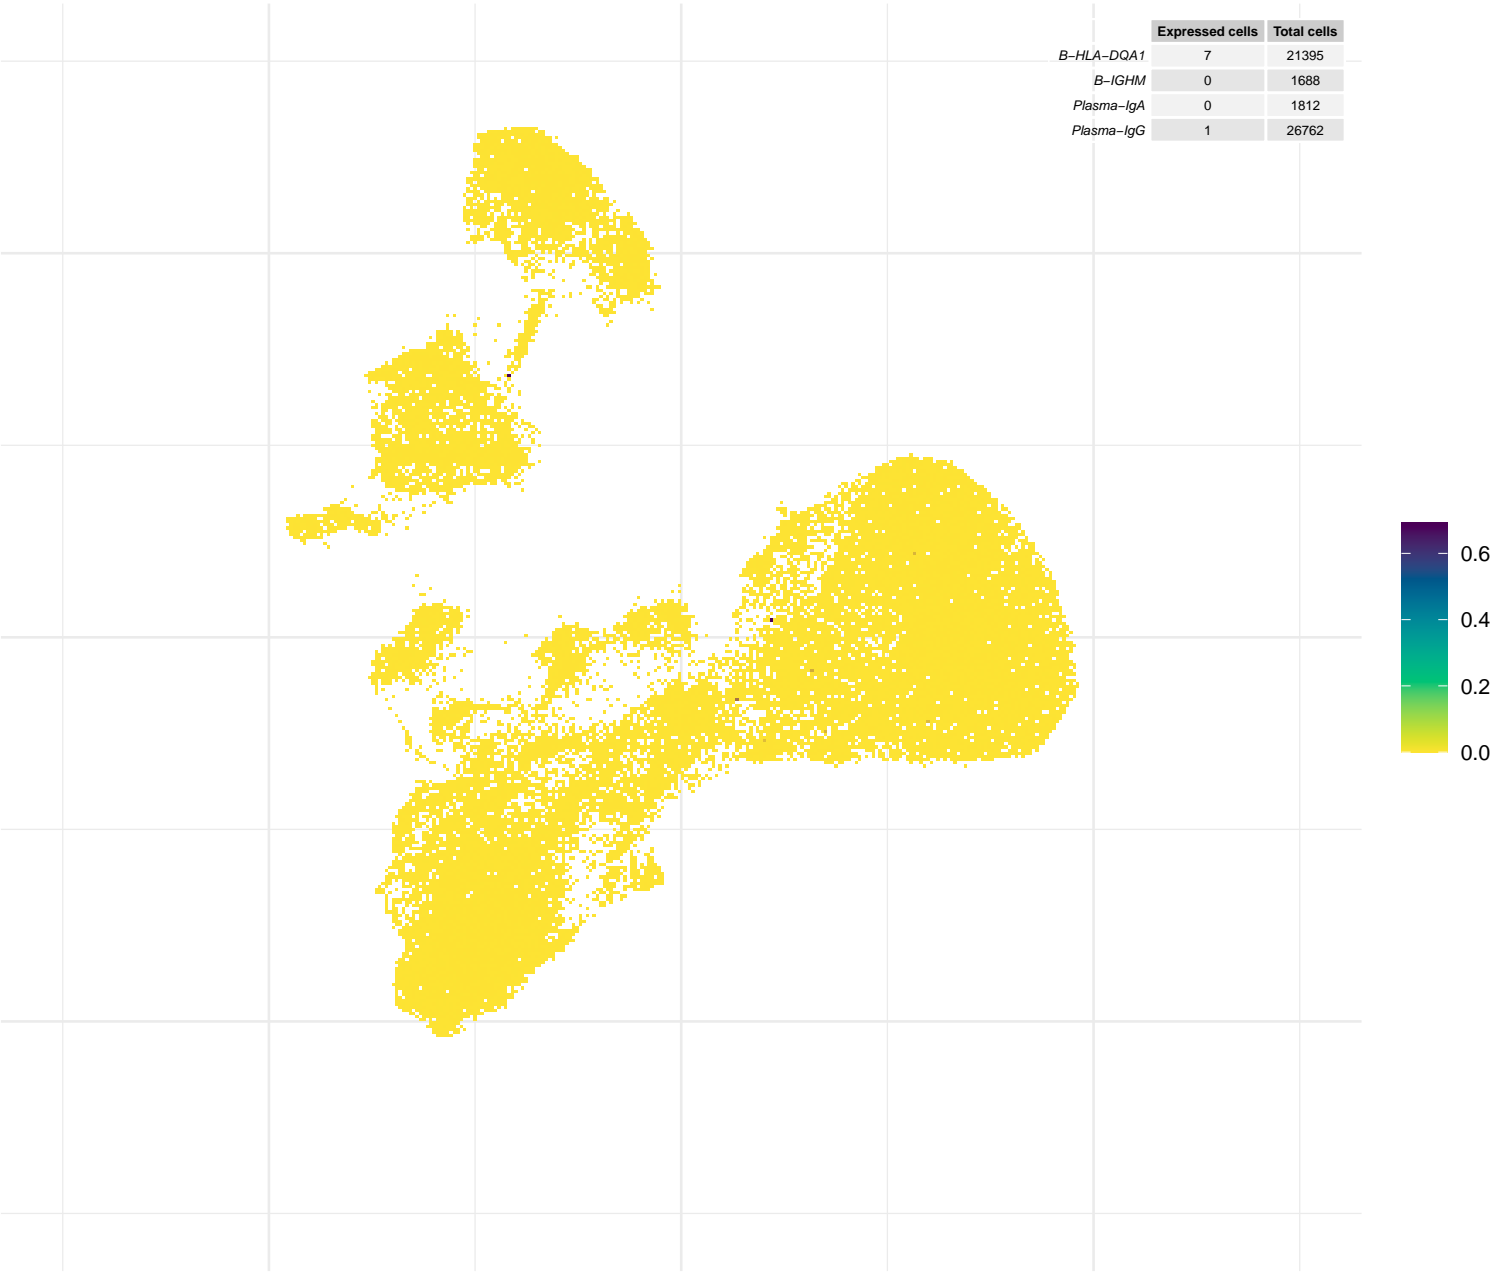 Expressed cells Total cells
B−HLA−DQA1 7 21395
B−IGHM 0 1688
Plasma−IgA 0 1812
Plasma−IgG 1 26762
0.6
0.4
0.2
0.0